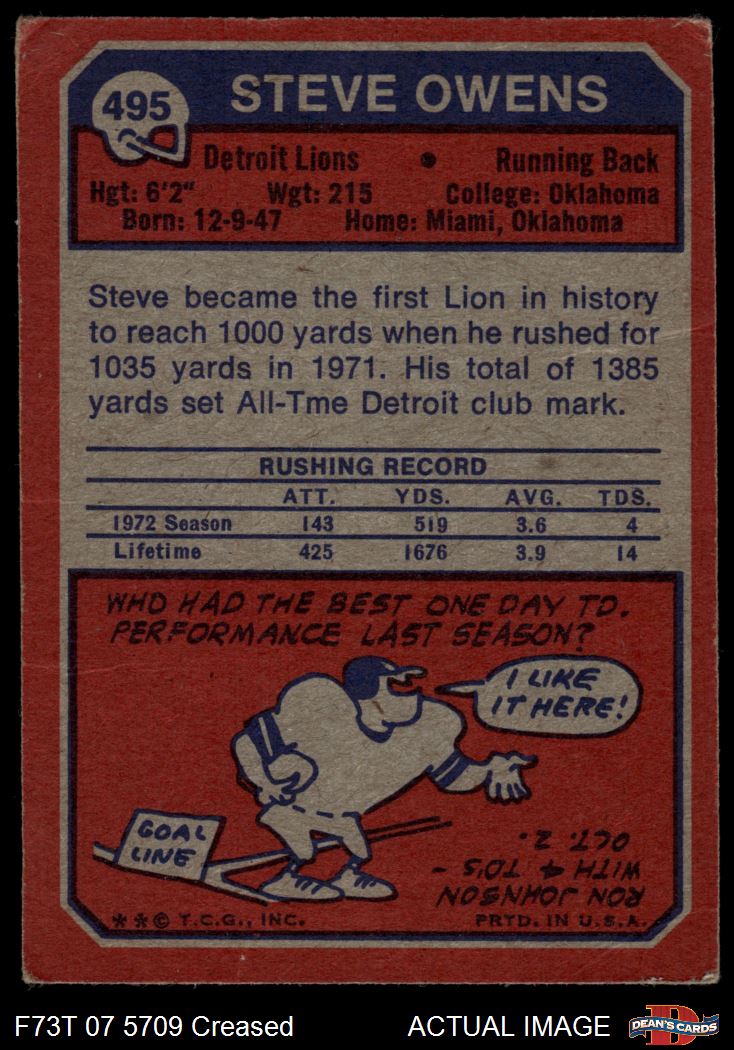 495
STEVE OWENS
Detroit Lions • Running Back
Hgt: 6'2" Wgt: 215 College: Oklahoma
Born: 12-9-47 Home: Miami, Oklahoma
Steve became the first Lion in history
to reach 1000 yards when he rushed for
1035 yards in 1971. His total of 1385
yards set All-Tme Detroit club mark.
RUSHING RECORD
ATT. YDS. AVG. TDS.
1972 Season 143 519 3.6 4
Lifetime 425 1676 3.9 14
WHO HAD THE BEST ONE DAY TD.
PERFORMANCE LAST SEASON?
I LIKE
IT HERE!
GOAL
LINE
RON JOHNSON
WITH 4 TD'S -
OCT. 2.
**© T.C.G., INC. PRTD. IN U.S.A.
F73T 07 5709 Creased ACTUAL IMAGE
D
DEAN'S CARDS